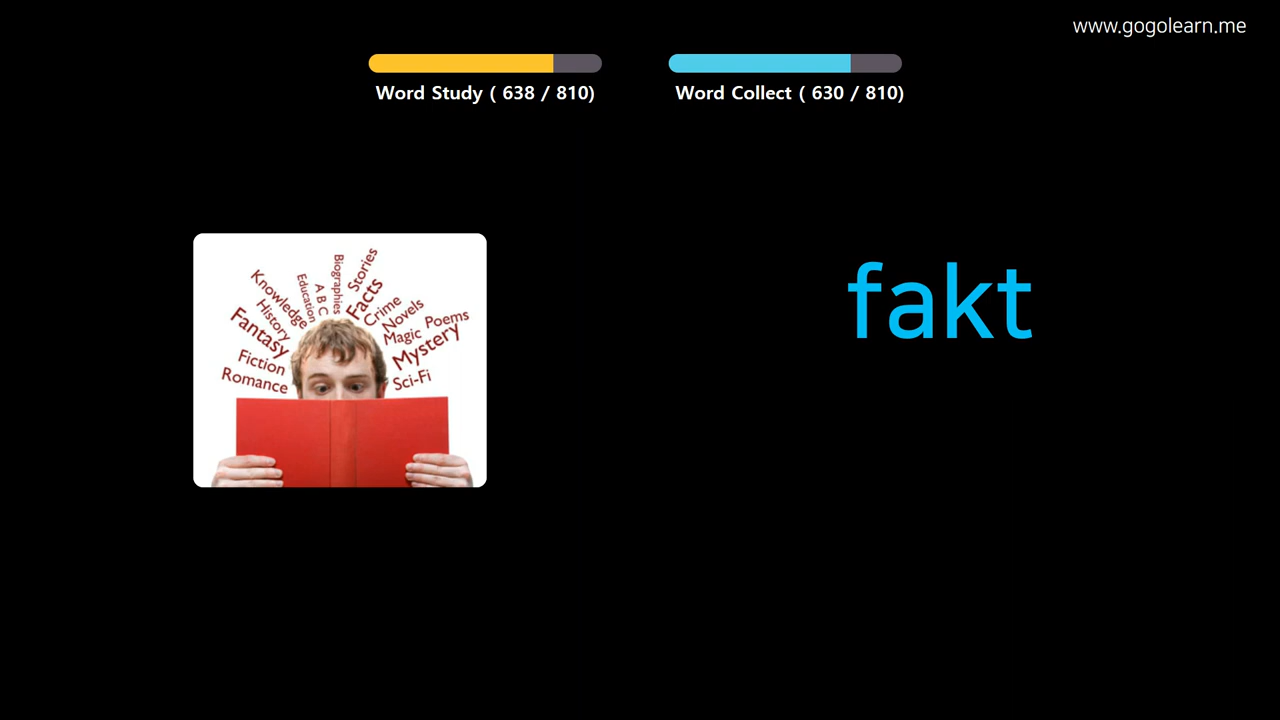 www.gogolearn.me
Word Study ( 638 / 810)
Word Collect ( 630 / 810)
fakt
Knowledge
History
Fantasy
Fiction
Romance
Education
A B C
Biographies
Stories
Facts
Crime
Novels
Magic
Poems
Mystery
Sci-Fi